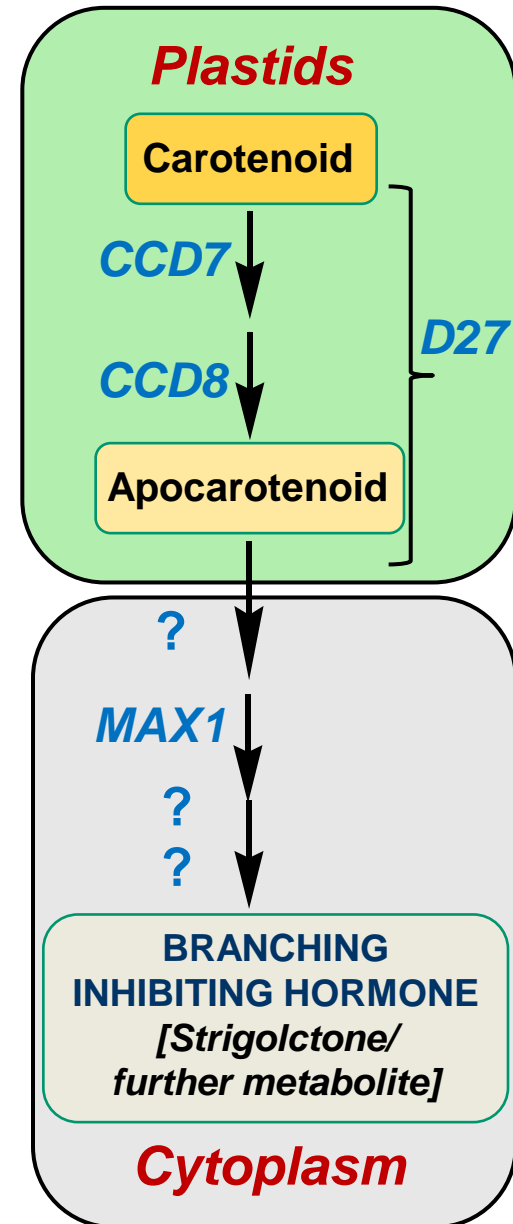 Plastids
Carotenoid
CCD7
D27
CCD8
Apocarotenoid
?
MAX1
?
?
BRANCHING
INHIBITING HORMONE
[Strigolctone/
further metabolite]
Cytoplasm